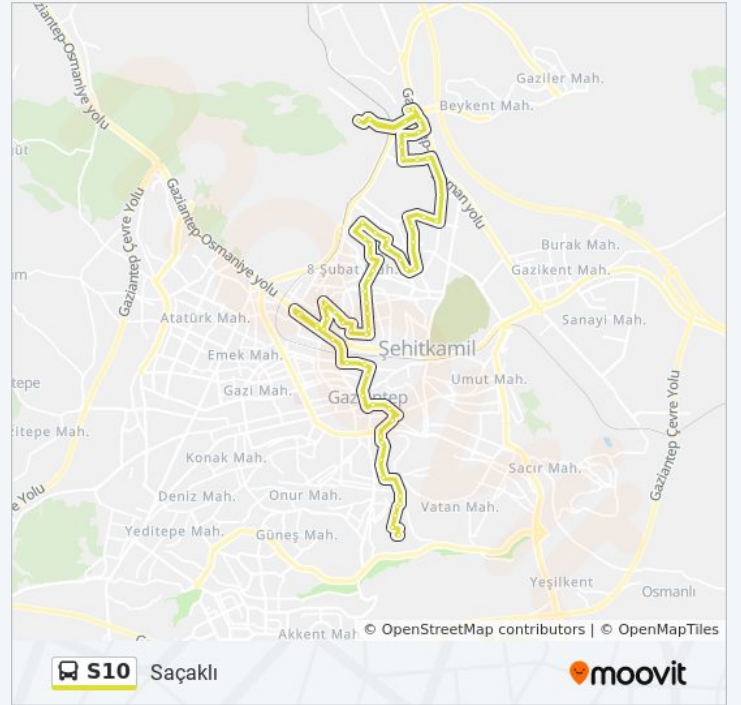 Gaziantep-Osmaniye yolu
Gaziler Mah.
Beykent Mah.
Gaziantep Çevre Yolu
Gaziantep-Osmaniye yolu
8 Şubat Mah.
Burak Mah.
Gazikent Mah.
Atatürk Mah.
Sanayi Mah.
Emek Mah.
Şehitkamil
Umut Mah.
Gazi Mah.
Gaziantep
Konak Mah.
Sacır Mah.
Gaziantep Çevre Yolu
Deniz Mah.
Onur Mah.
Vatan Mah.
Yeditepe Mah.
Güneş Mah.
Yeşilkent
Osmanlı
Akkent Mah
© OpenStreetMap contributors | © OpenMapTiles
S10 Saçaklı
moovit